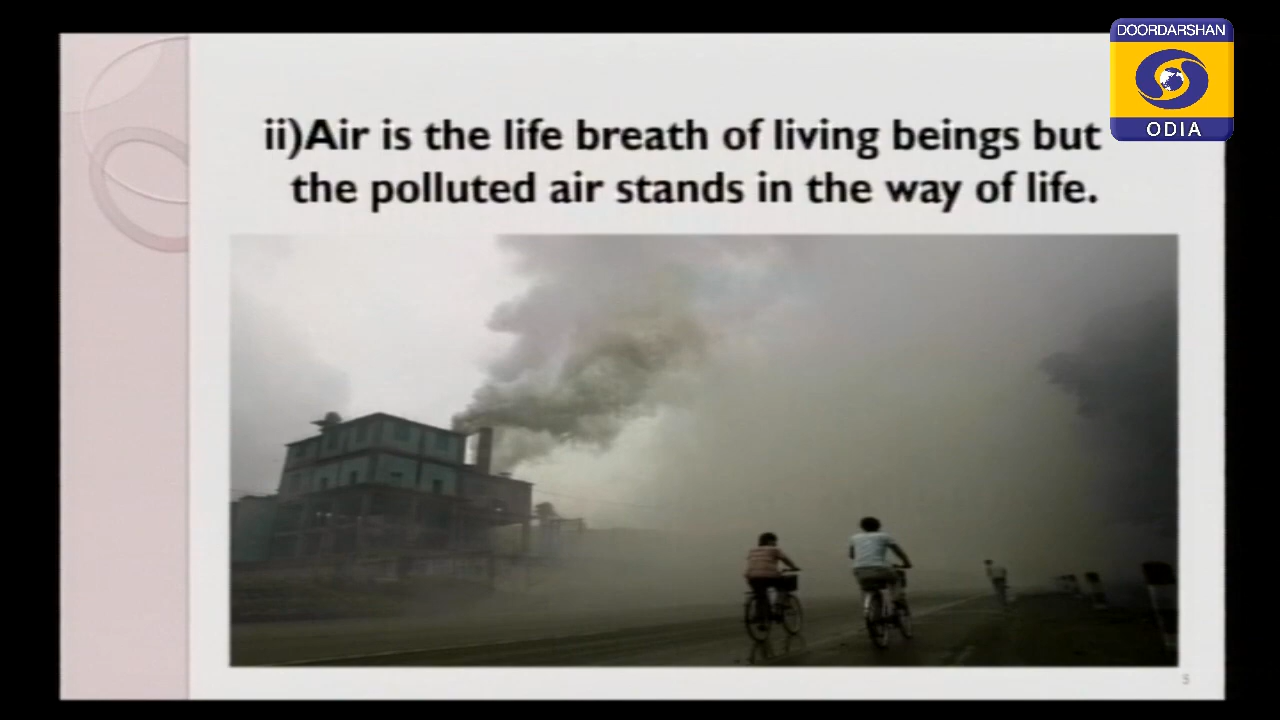 DOORDARSHAN
ODIA
ii)Air is the life breath of living beings but
the polluted air stands in the way of life.
5